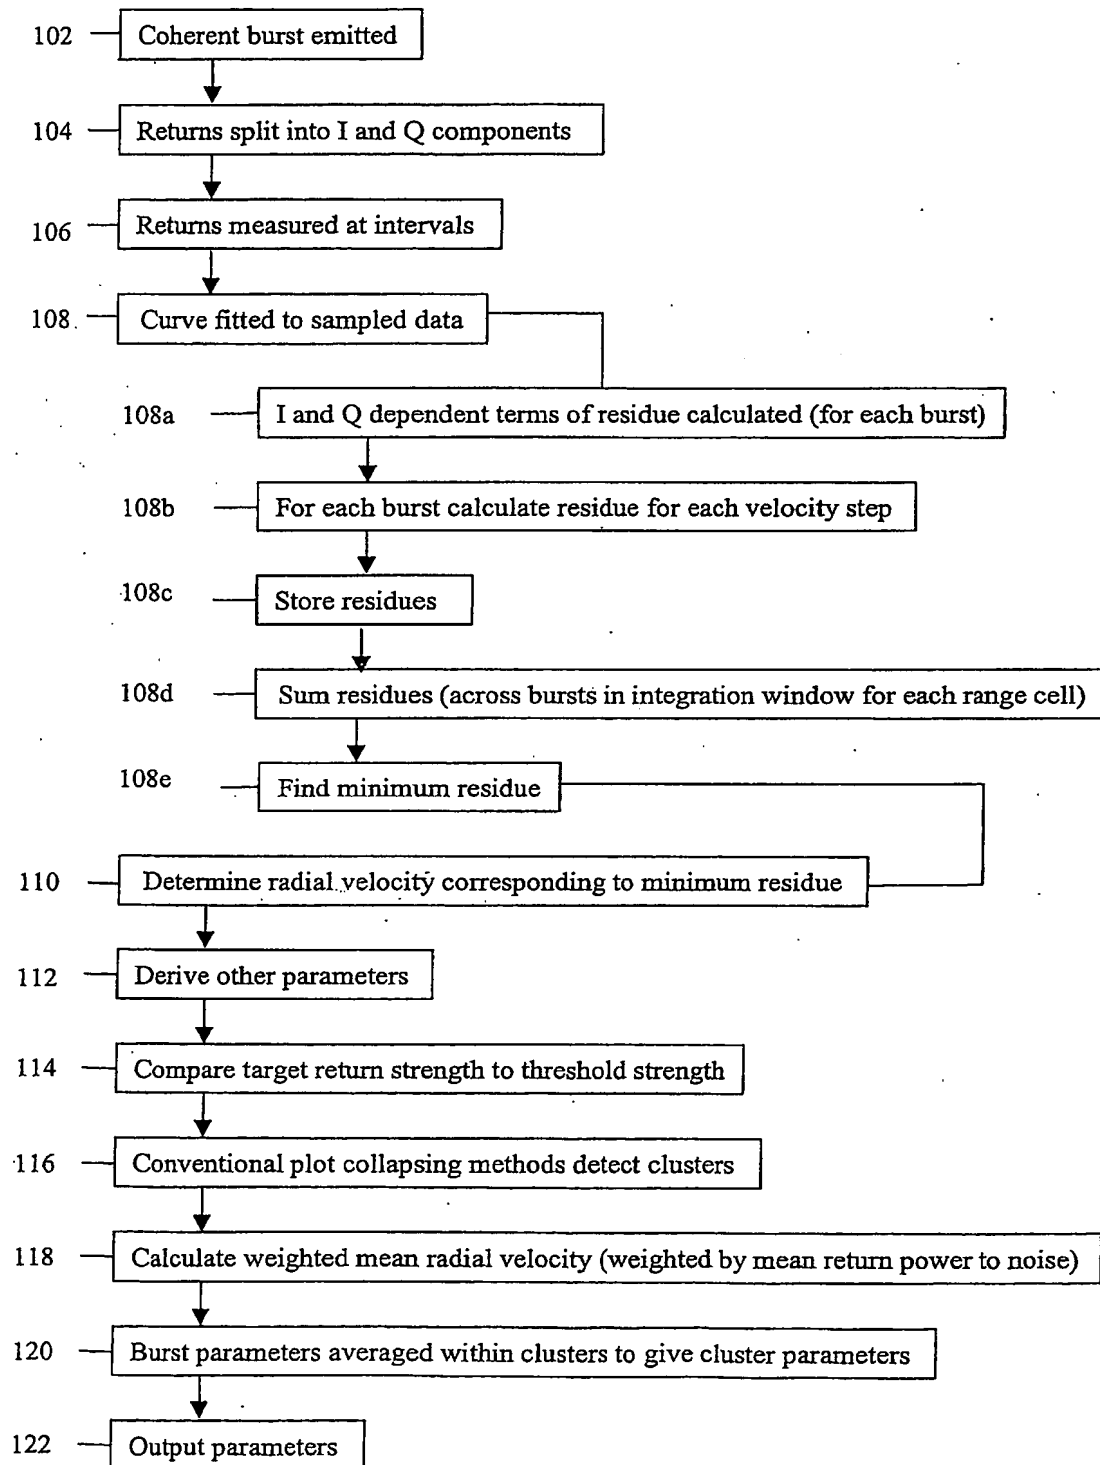 102 Coherent burst emitted
104 Returns split into I and Q components
106 Returns measured at intervals
108 Curve fitted to sampled data
108a I and Q dependent terms of residue calculated (for each burst)
108b For each burst calculate residue for each velocity step
108c Store residues
108d Sum residues (across bursts in integration window for each range cell)
108e Find minimum residue
110 Determine radial velocity corresponding to minimum residue
112 Derive other parameters
114 Compare target return strength to threshold strength
116 Conventional plot collapsing methods detect clusters
118 Calculate weighted mean radial velocity (weighted by mean return power to noise)
120 Burst parameters averaged within clusters to give cluster parameters
122 Output parameters